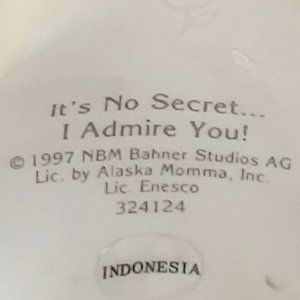 It's No Secret...
I Admire You!
© 1997 NBM Bahner Studios AG
Lic. by Alaska Momma, Inc.
Lic. Enesco
324124
INDONESIA